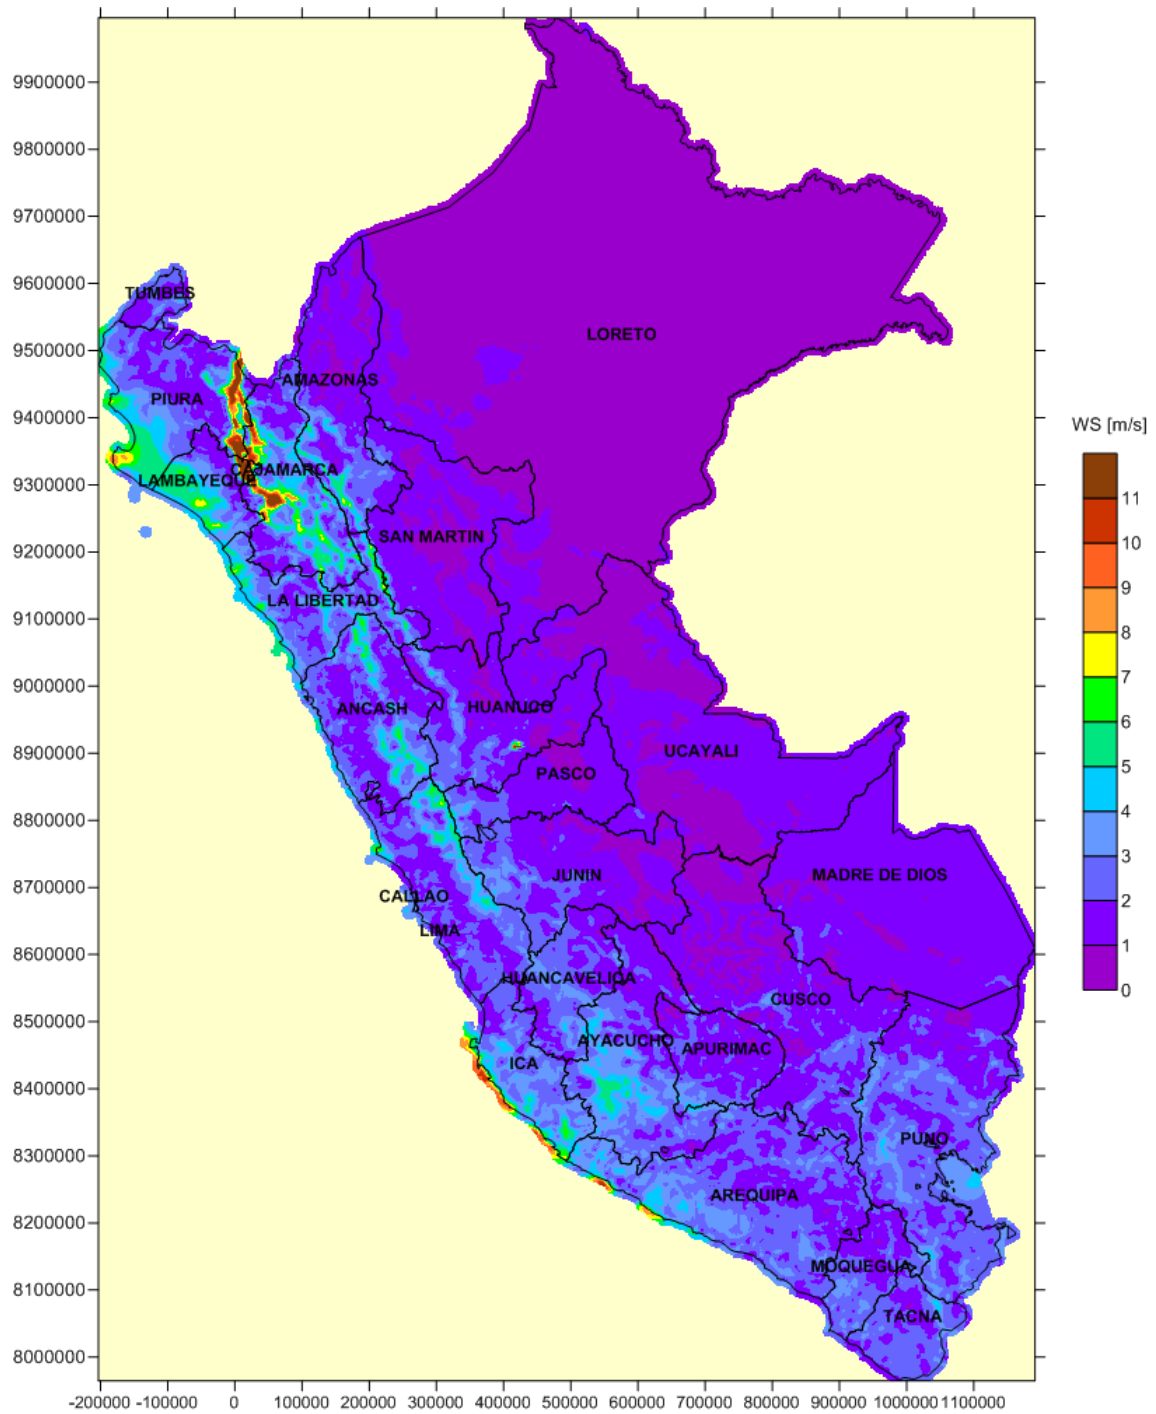 9900000
9800000
9700000
9600000
9500000
9400000
9300000
9200000
9100000
9000000
8900000
8800000
8700000
8600000
8500000
8400000
8300000
8200000
8100000
8000000
-200000 -100000 0 100000 200000 300000 400000 500000 600000 700000 800000 900000 1000000 1100000
TUMBES
LORETO
AMAZONAS
PIURA
CAJAMARCA
LAMBAYEQUE
SAN MARTIN
LA LIBERTAD
ANCASH
HUANUCO
UCAYALI
PASCO
JUNIN
MADRE DE DIOS
CALLAO
LIMA
HUANCAVELICA
CUSCO
AYACUCHO
APURIMAC
ICA
PUNO
AREQUIPA
MOQUEGUA
TACNA
WS [m/s]
11
10
9
8
7
6
5
4
3
2
1
0